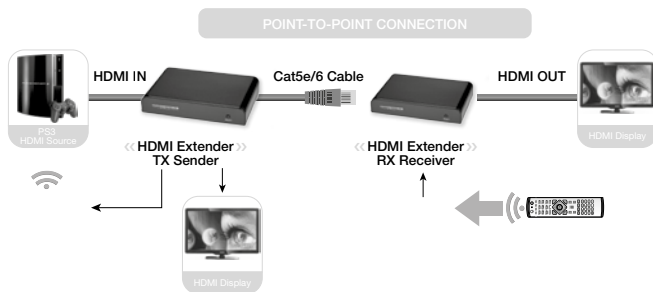 POINT-TO-POINT CONNECTION
HDMI IN
Cat5e/6 Cable
HDMI OUT
PS3
HDMI Source
HDMI Display
«HDMI Extender»
TX Sender
«HDMI Extender»
RX Receiver
HDMI Display